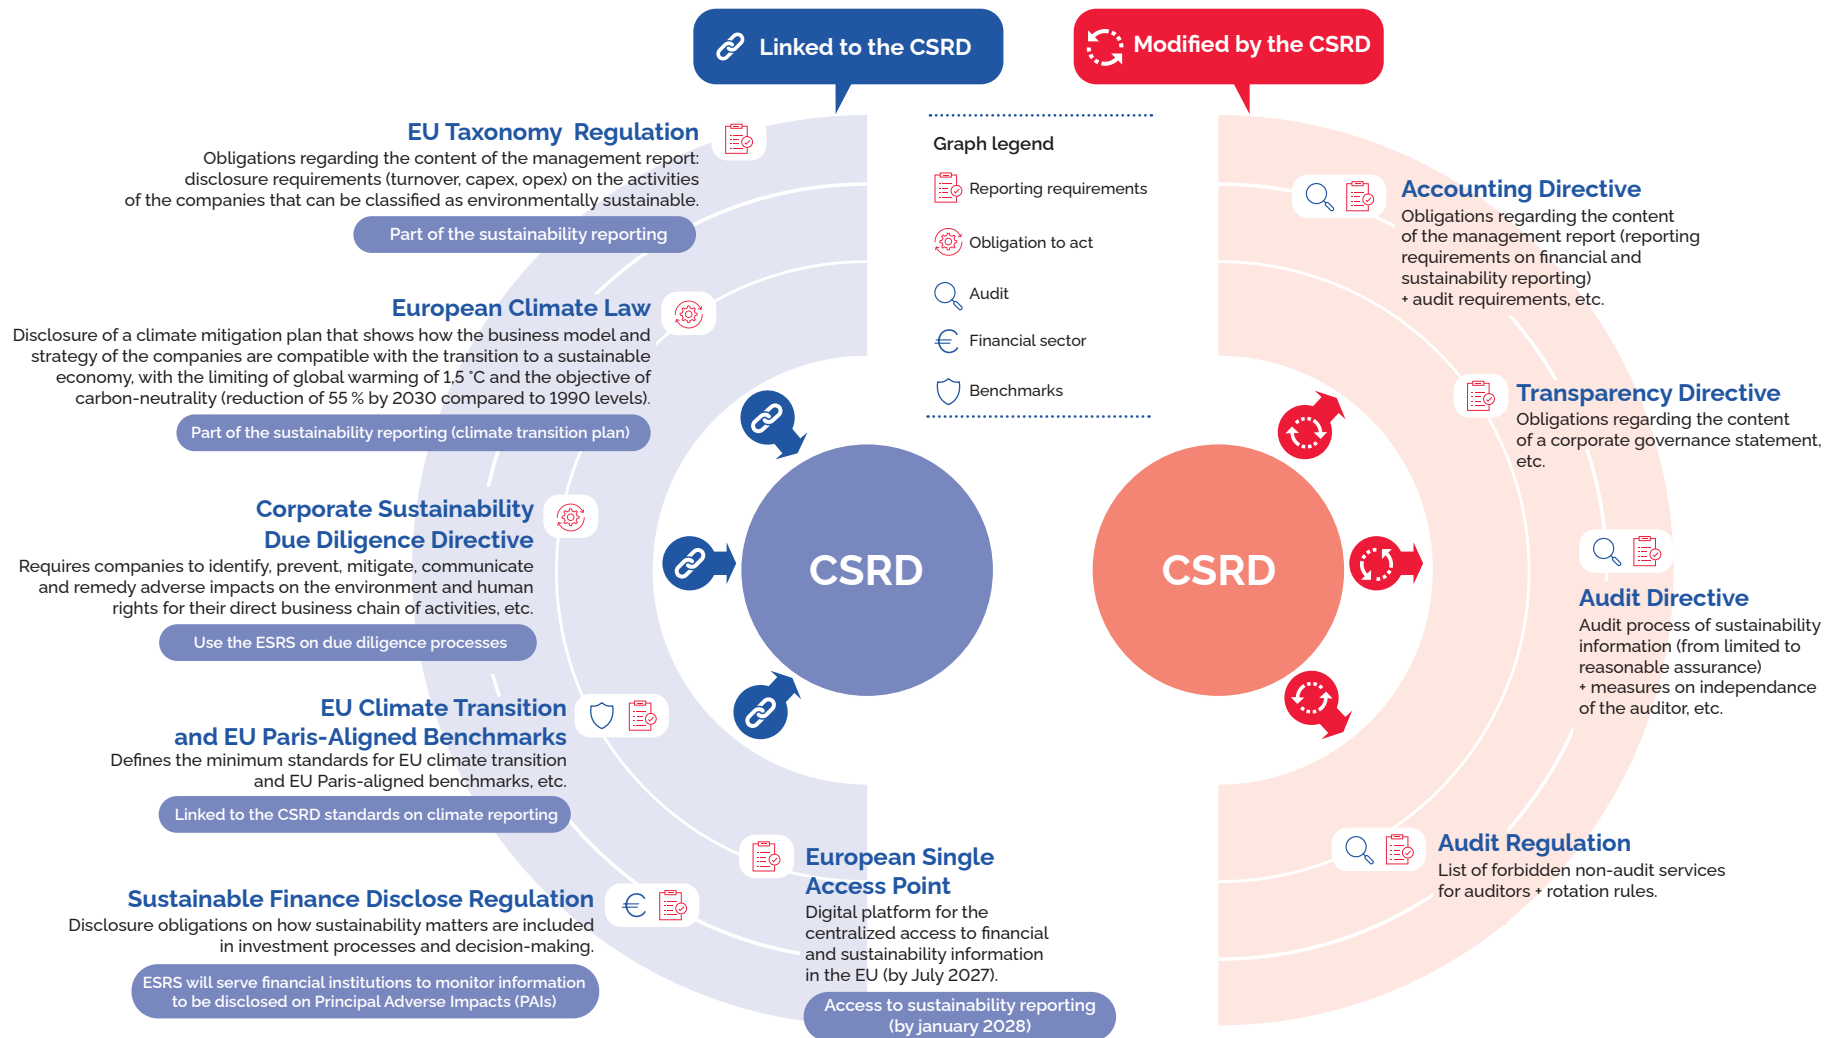 Linked to the CSRD
Modified by the CSRD
EU Taxonomy Regulation
Obligations regarding the content of the management report:
disclosure requirements (turnover, capex, opex) on the activities
of the companies that can be classified as environmentally sustainable.
Part of the sustainability reporting
European Climate Law
Disclosure of a climate mitigation plan that shows how the business model and
strategy of the companies are compatible with the transition to a sustainable
economy, with the limiting of global warming of 1,5 °C and the objective of
carbon-neutrality (reduction of 55 % by 2030 compared to 1990 levels).
Part of the sustainability reporting (climate transition plan)
Corporate Sustainability
Due Diligence Directive
Requires companies to identify, prevent, mitigate, communicate
and remedy adverse impacts on the environment and human
rights for their direct business chain of activities, etc.
Use the ESRS on due diligence processes
EU Climate Transition
and EU Paris-Aligned Benchmarks
Defines the minimum standards for EU climate transition
and EU Paris-aligned benchmarks, etc.
Linked to the CSRD standards on climate reporting
Sustainable Finance Disclose Regulation
Disclosure obligations on how sustainability matters are included
in investment processes and decision-making.
ESRS will serve financial institutions to monitor information
to be disclosed on Principal Adverse Impacts (PAIs)
European Single
Access Point
Digital platform for the
centralized access to financial
and sustainability information
in the EU (by July 2027).
Access to sustainability reporting
(by january 2028)
CSRD
Graph legend
Reporting requirements
Obligation to act
Audit
Financial sector
Benchmarks
CSRD
Accounting Directive
Obligations regarding the content
of the management report (reporting
requirements on financial and
sustainability reporting)
+ audit requirements, etc.
Transparency Directive
Obligations regarding the content
of a corporate governance statement,
etc.
Audit Directive
Audit process of sustainability
information (from limited to
reasonable assurance)
+ measures on independance
of the auditor, etc.
Audit Regulation
List of forbidden non-audit services
for auditors + rotation rules.